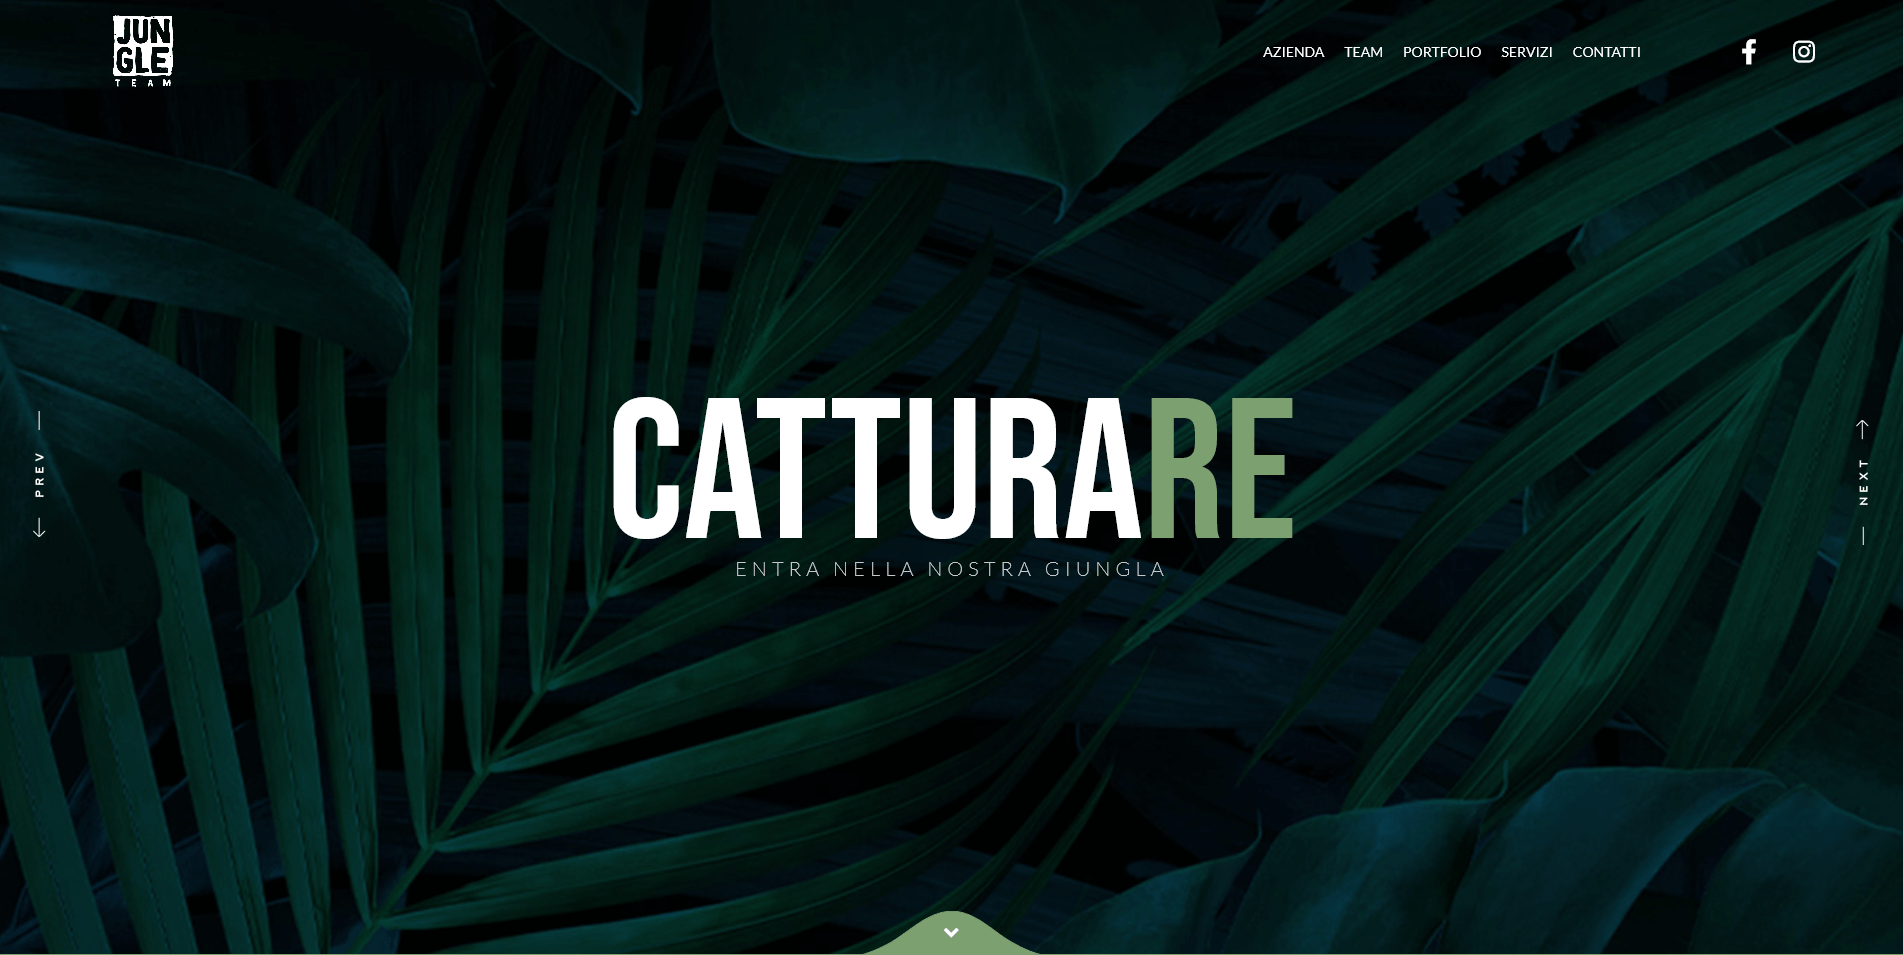 JUN
GLE
TEAM
AZIENDA TEAM PORTFOLIO SERVIZI CONTATTI
PREV
NEXT
CATTURARE
ENTRA NELLA NOSTRA GIUNGLA